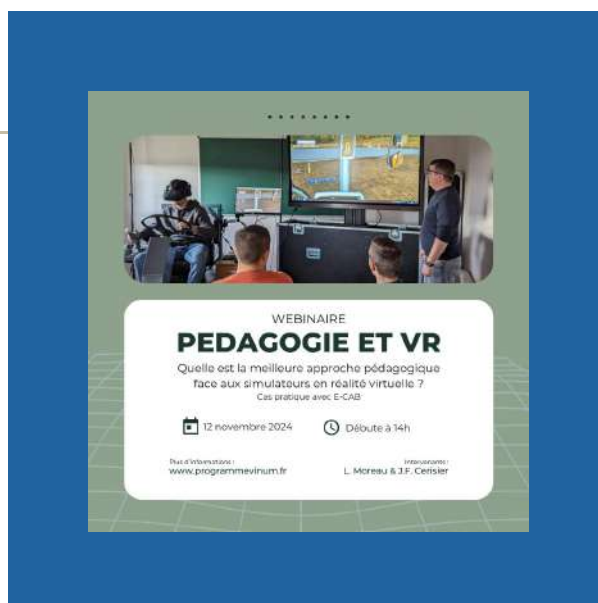 WEBINAIRE
PEDAGOGIE ET VR
Quelle est la meilleure approche pédagogique
face aux simulateurs en réalité virtuelle ?
Cas pratique avec E-CAB
12 novembre 2024
Débute à 14h
Plus d'informations :
www.programmevinum.fr
Intervenants :
L. Moreau & J.F. Cerisier